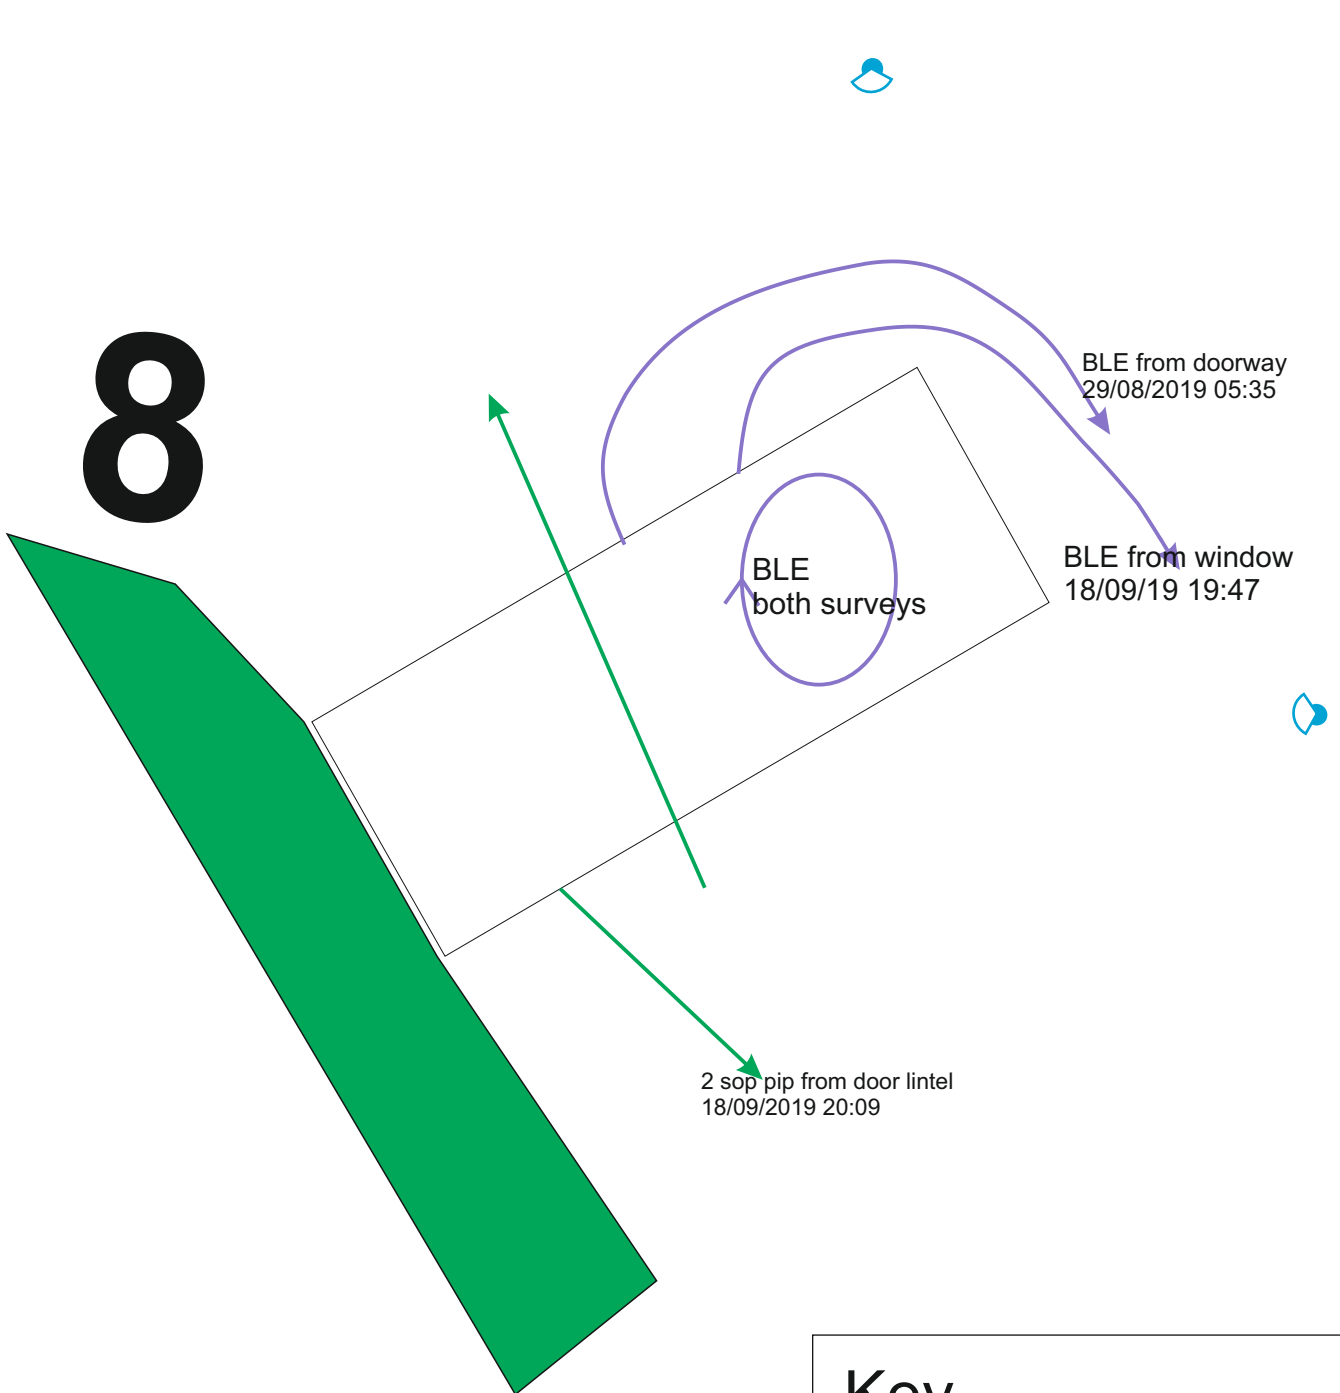 8
BLE from doorway
29/08/2019 05:35
BLE from window
18/09/19 19:47
BLE
both surveys
2 sop pip from door lintel
18/09/2019 20:09
Key